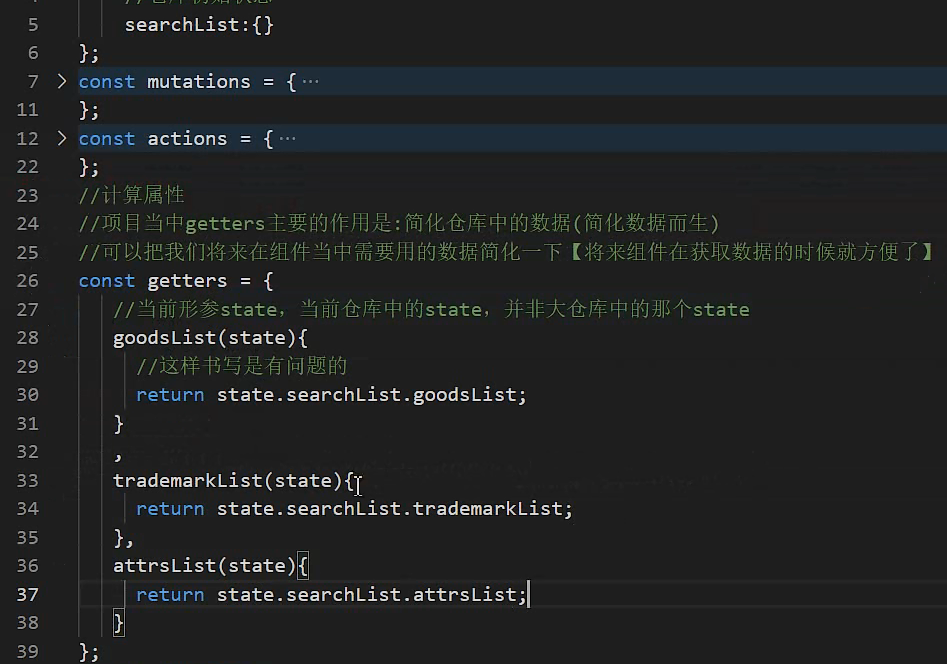 5 searchList:{}
6 };
7 > const mutations = { ···
11 };
12 > const actions = { ···
22 };
23 //计算属性
24 //项目当中getters主要的作用是:简化仓库中的数据(简化数据而生)
25 //可以把我们将来在组件当中需要用的数据简化一下【将来组件在获取数据的时候就方便了】
26 const getters = {
27 //当前形参state，当前仓库中的state，并非大仓库中的那个state
28 goodsList(state){
29 //这样书写是有问题的
30 return state.searchList.goodsList;
31 }
32 ,
33 trademarkList(state){
34 return state.searchList.trademarkList;
35 },
36 attrsList(state){
37 return state.searchList.attrsList;
38 }
39 };